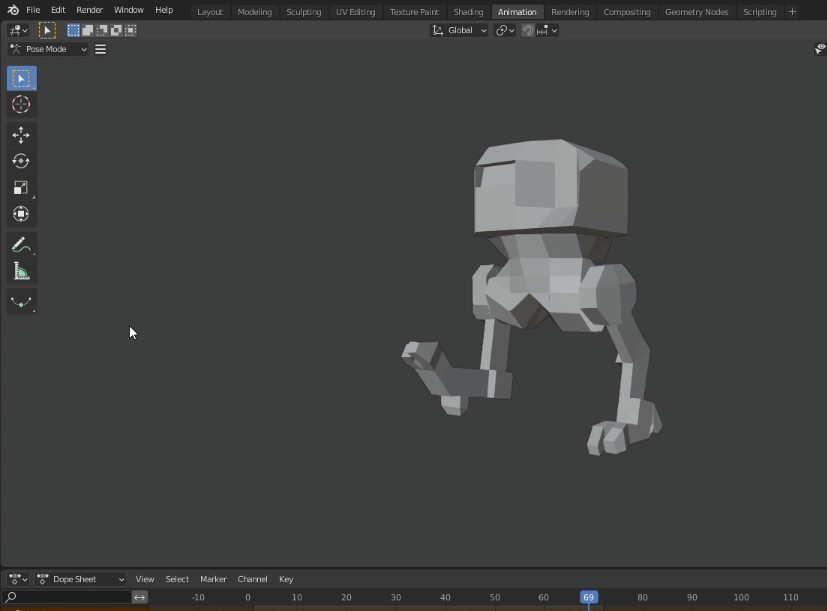 File Edit Render Window Help Layout Modeling Sculpting UV Editing Texture Paint Shading Animation Rendering Compositing Geometry Nodes Scripting +
Global
Pose Mode
Dope Sheet View Select Marker Channel Key
-10 0 10 20 30 40 50 60 69 80 90 100 110